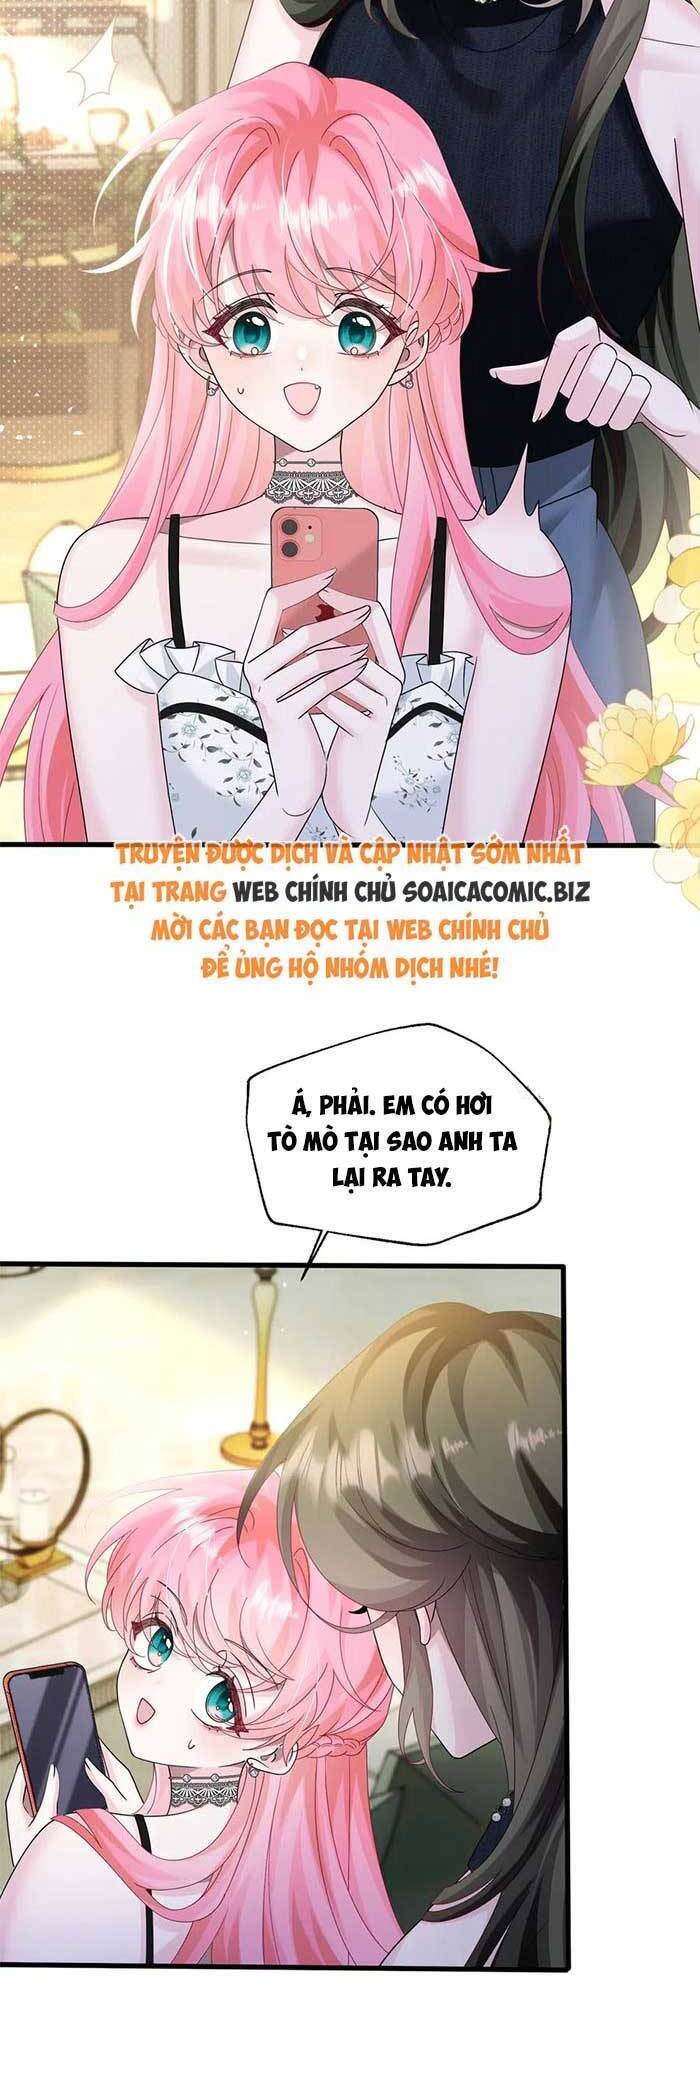 TRUYỆN ĐƯỢC DỊCH VÀ CẬP NHẬT SỚM NHẤT
TẠI TRANG WEB CHÍNH CHỦ SOAICACOMIC.BIZ
MỜI CÁC BẠN ĐỌC TẠI WEB CHÍNH CHỦ
ĐỂ ỦNG HỘ NHÓM DỊCH NHÉ!
Á, PHẢI. EM CÓ HƠI
TÒ MÒ TẠI SAO ANH TA
LẠI RA TAY.